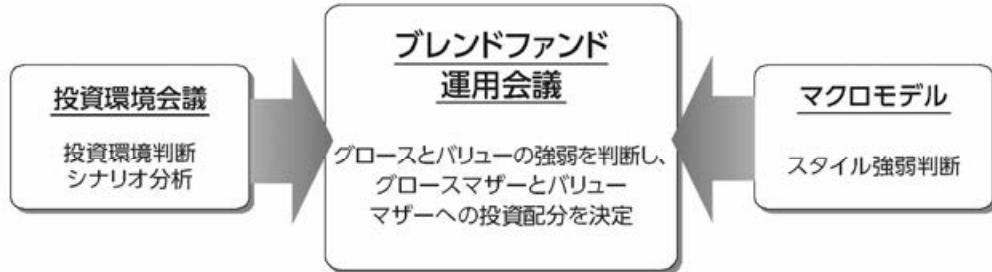 投資環境会議
投資環境判断
シナリオ分析
ブレンドファンド
運用会議
グロースとバリューの強弱を判断し、
グロースマザーとバリュー
マザーへの投資配分を決定
マクロモデル
スタイル強弱判断